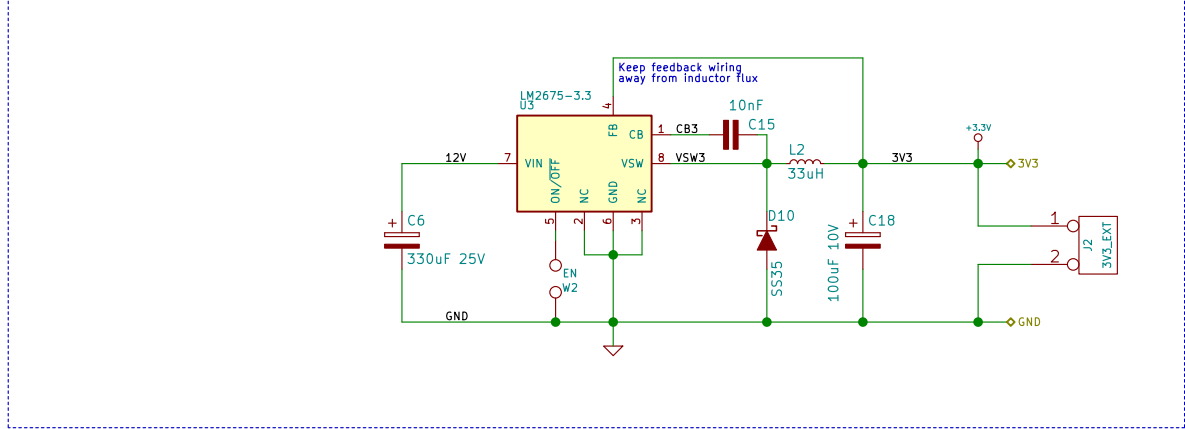 Keep feedback wiring
away from inductor flux
LM2675-3.3
U3
4
10nF
FB
1
CB3
C15
CB
+3.3V
L2
12V
7
VIN
VSW
8
VSW3
3V3
3V3
33uH
ON/OFF
NC
GND
NC
5
2
6
3
D10
+
C6
+
C18
1
330uF 25V
SS35
100uF 10V
2
J2
3V3_EXT
EN
W2
GND
GND